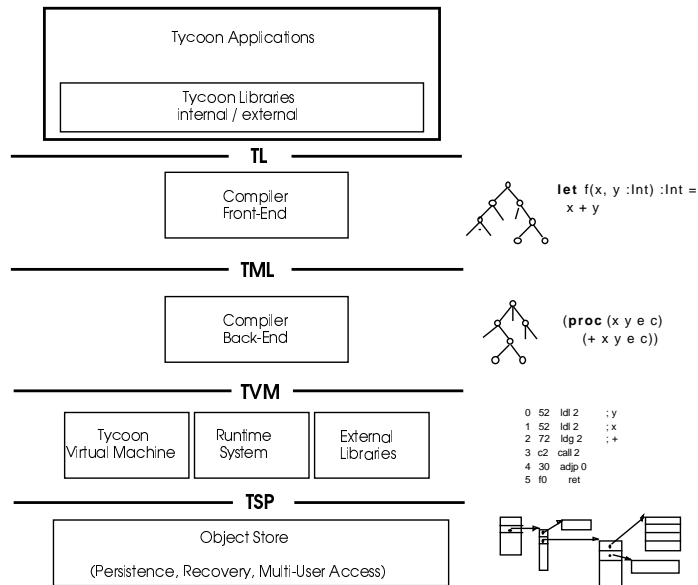 Tycoon Applications
Tycoon Libraries
internal / external
TL
Compiler
Front-End
let f(x, y :Int) :Int =
x + y
TML
Compiler
Back-End
(proc (x y e c)
(+ x y e c))
TVM
Tycoon
Virtual Machine
Runtime
System
External
Libraries
0 52 ldl 2 ; y
1 52 ldl 2 ; x
2 72 ldg 2 ; +
3 c2 call 2
4 30 adjp 0
5 f0 ret
TSP
Object Store
(Persistence, Recovery, Multi-User Access)